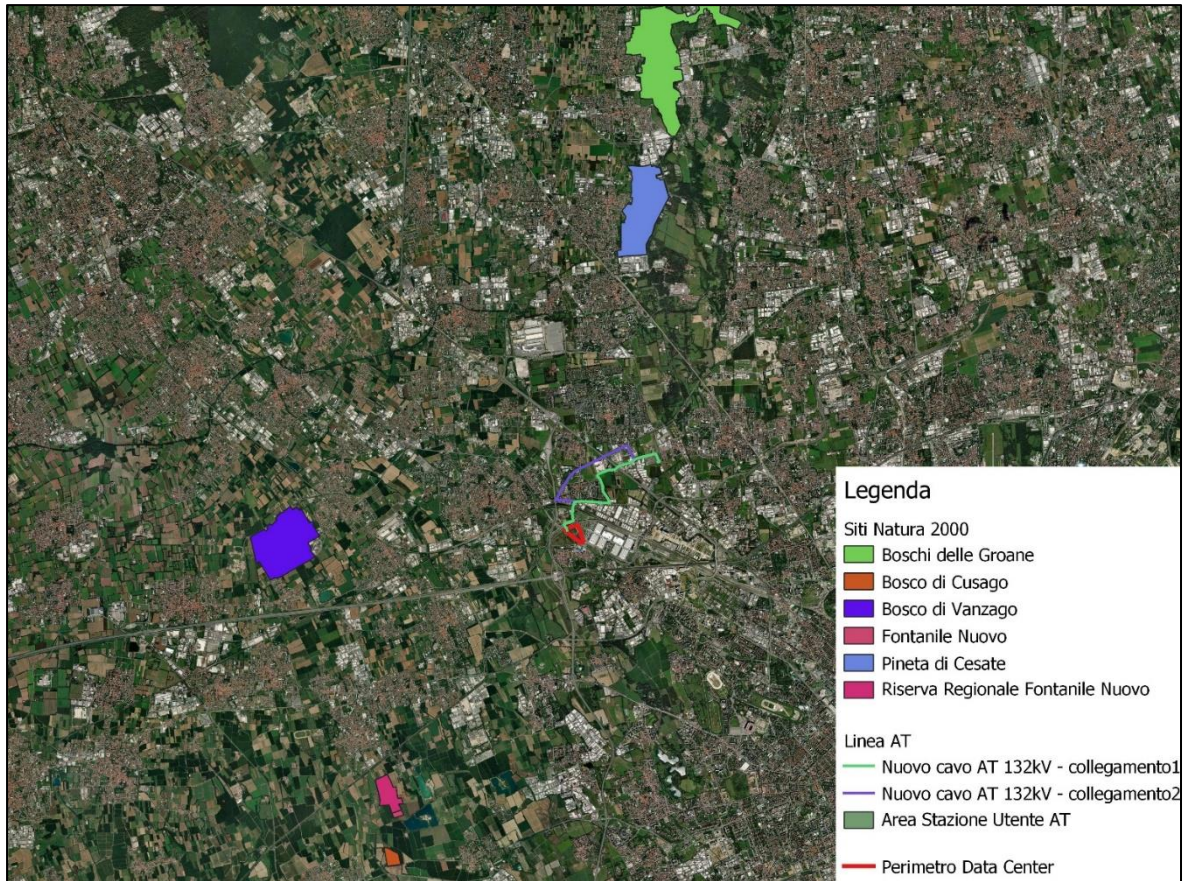 Legenda
Siti Natura 2000
Boschi delle Groane
Bosco di Cusago
Bosco di Vanzago
Fontanile Nuovo
Pineta di Cesate
Riserva Regionale Fontanile Nuovo
Linea AT
Nuovo cavo AT 132kV - collegamento1
Nuovo cavo AT 132kV - collegamento2
Area Stazione Utente AT
Perimetro Data Center